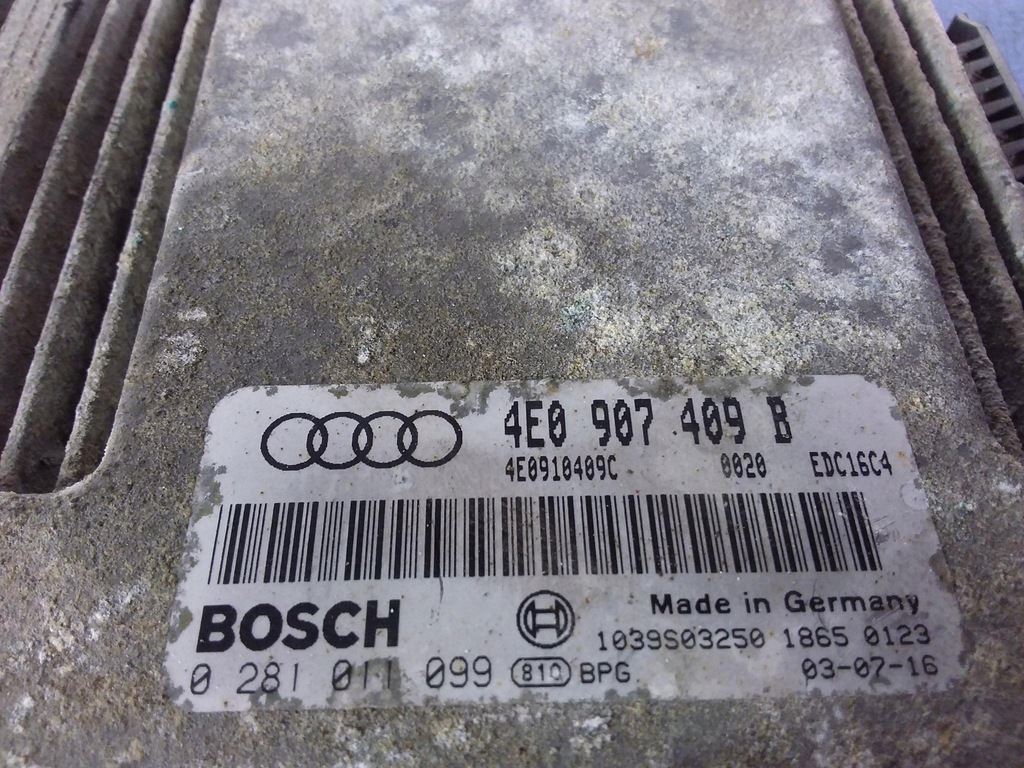 4E0 907 409 B
4E0910409C 0020 EDC16C4
BOSCH Made in Germany
1039S03250 1865 0123
0 281 011 099 810 BPG 03-07-16